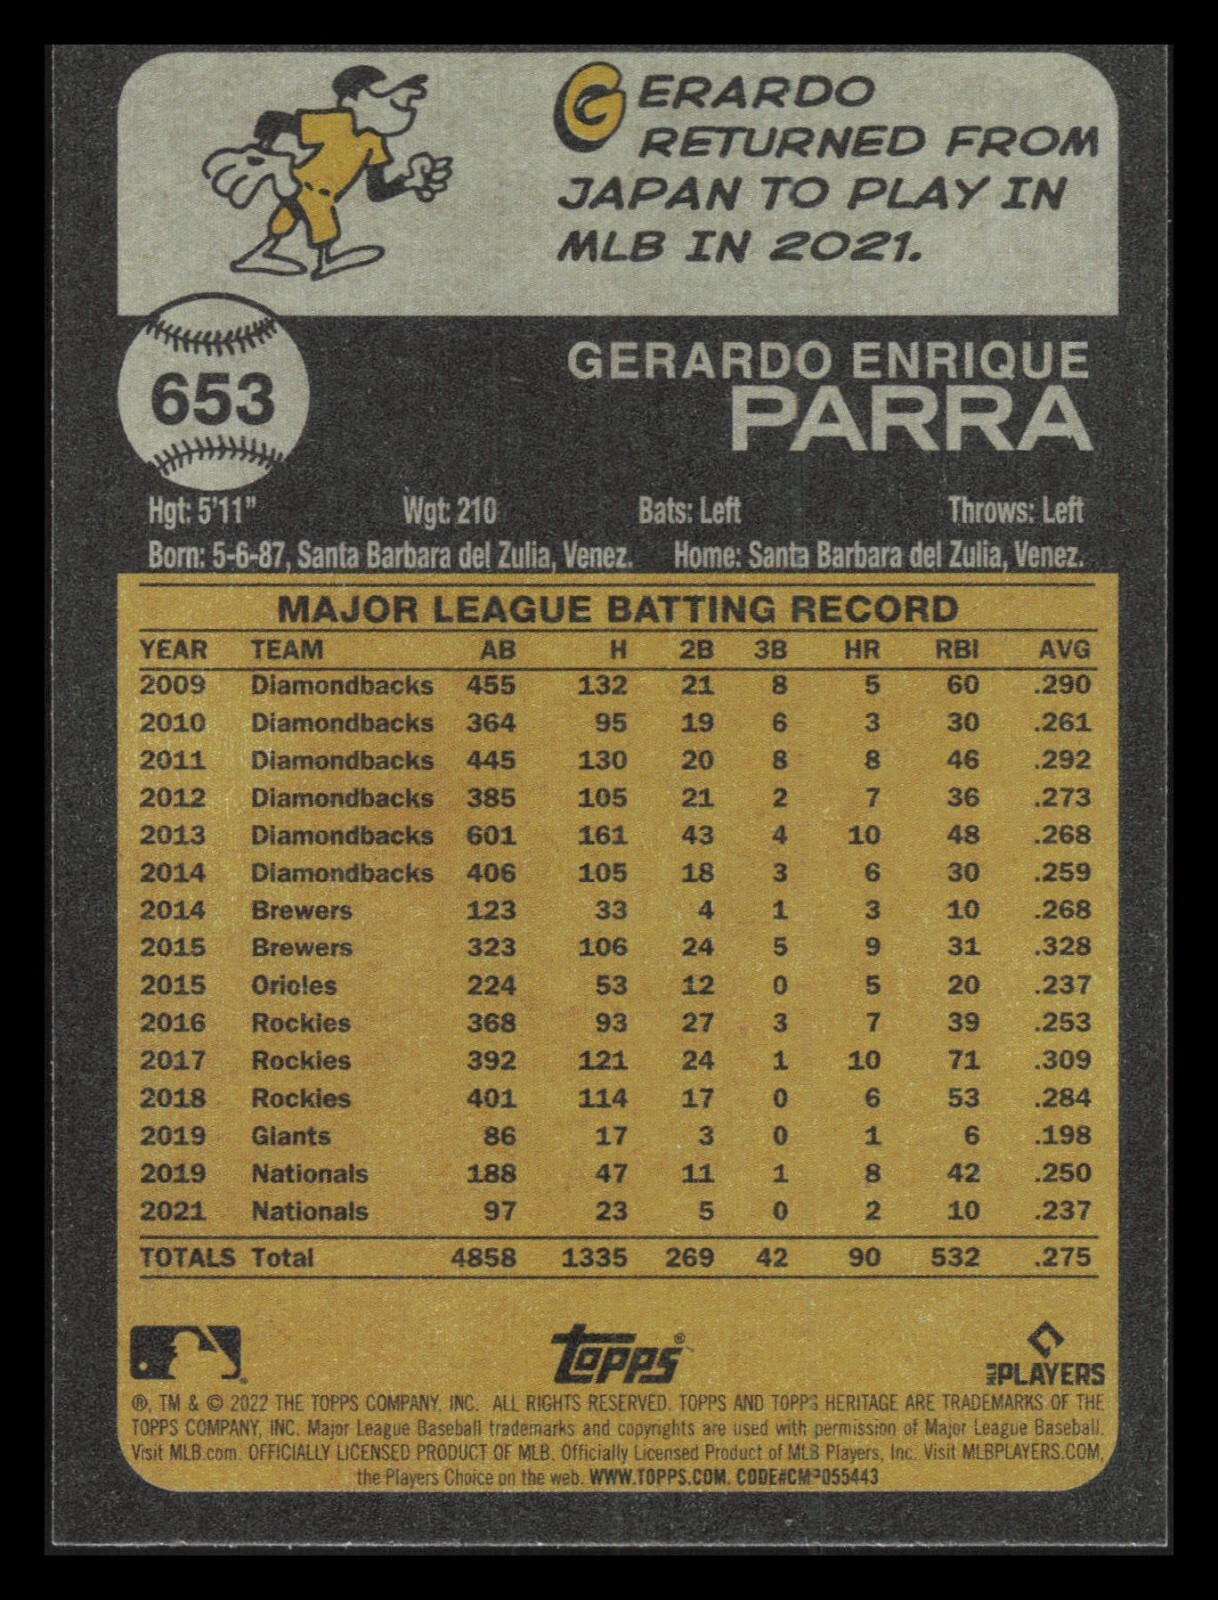 GERARDO
RETURNED FROM
JAPAN TO PLAY IN
MLB IN 2021.
653
GERARDO ENRIQUE
PARRA
Hgt: 5'11" Wgt: 210 Bats: Left Throws: Left
Born: 5-6-87, Santa Barbara del Zulia, Venez. Home: Santa Barbara del Zulia, Venez.
MAJOR LEAGUE BATTING RECORD
YEAR TEAM AB H 2B 3B HR RBI AVG
2009 Diamondbacks 455 132 21 8 5 60 .290
2010 Diamondbacks 364 95 19 6 3 30 .261
2011 Diamondbacks 445 130 20 8 8 46 .292
2012 Diamondbacks 385 105 21 2 7 36 .273
2013 Diamondbacks 601 161 43 4 10 48 .268
2014 Diamondbacks 406 105 18 3 6 30 .259
2014 Brewers 123 33 4 1 3 10 .268
2015 Brewers 323 106 24 5 9 31 .328
2015 Orioles 224 53 12 0 5 20 .237
2016 Rockies 368 93 27 3 7 39 .253
2017 Rockies 392 121 24 1 10 71 .309
2018 Rockies 401 114 17 0 6 53 .284
2019 Giants 86 17 3 0 1 6 .198
2019 Nationals 188 47 11 1 8 42 .250
2021 Nationals 97 23 5 0 2 10 .237
TOTALS Total 4858 1335 269 42 90 532 .275
topps®
MLB PLAYERS
®, TM & © 2022 THE TOPPS COMPANY, INC. ALL RIGHTS RESERVED. TOPPS AND TOPPS HERITAGE ARE TRADEMARKS OF THE
TOPPS COMPANY, INC. Major League Baseball trademarks and copyrights are used with permission of Major League Baseball.
Visit MLB.com. OFFICIALLY LICENSED PRODUCT OF MLB. Officially Licensed Product of MLB Players, Inc. Visit MLBPLAYERS.COM,
the Players Choice on the web. WWW.TOPPS.COM. CODE#CMP055443